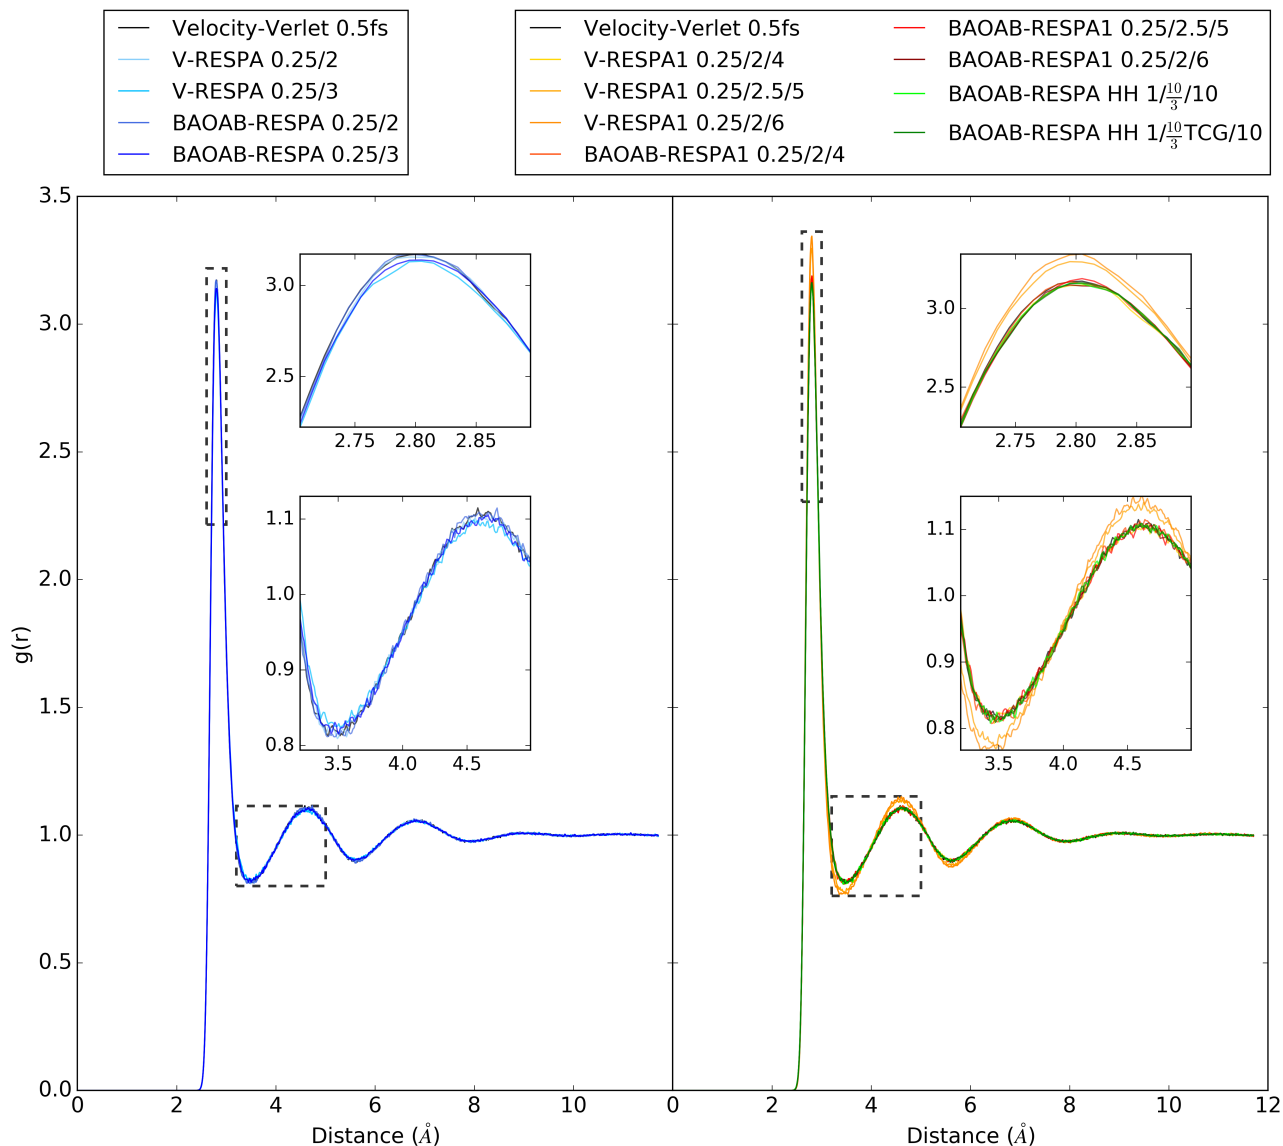 Velocity-Verlet 0.5fs
V-RESPA 0.25/2
V-RESPA 0.25/3
BAOAB-RESPA 0.25/2
BAOAB-RESPA 0.25/3
Velocity-Verlet 0.5fs
V-RESPA1 0.25/2/4
V-RESPA1 0.25/2.5/5
V-RESPA1 0.25/2/6
BAOAB-RESPA1 0.25/2/4
BAOAB-RESPA1 0.25/2.5/5
BAOAB-RESPA1 0.25/2/6
BAOAB-RESPA HH 1/10/3/10
BAOAB-RESPA HH 1/10/3TCG/10
g(r)
3.5
3.0
2.5
2.0
1.5
1.0
0.5
0.0
3.0
2.5
2.75 2.80 2.85
1.1
1.0
0.9
0.8
3.5 4.0 4.5
0 2 4 6 8 10
Distance (Å)
3.0
2.5
2.75 2.80 2.85
1.1
1.0
0.9
0.8
3.5 4.0 4.5
0 2 4 6 8 10 12
Distance (Å)